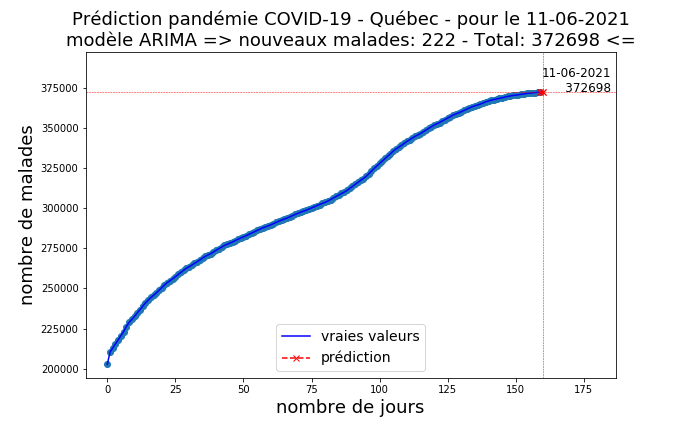 Prédiction pandémie COVID-19 - Québec - pour le 11-06-2021
modèle ARIMA => nouveaux malades: 222 - Total: 372698 <=
11-06-2021
372698
375000
350000
325000
300000
275000
250000
225000
200000
nombre de malades
vraies valeurs
prédiction
0 25 50 75 100 125 150 175
nombre de jours